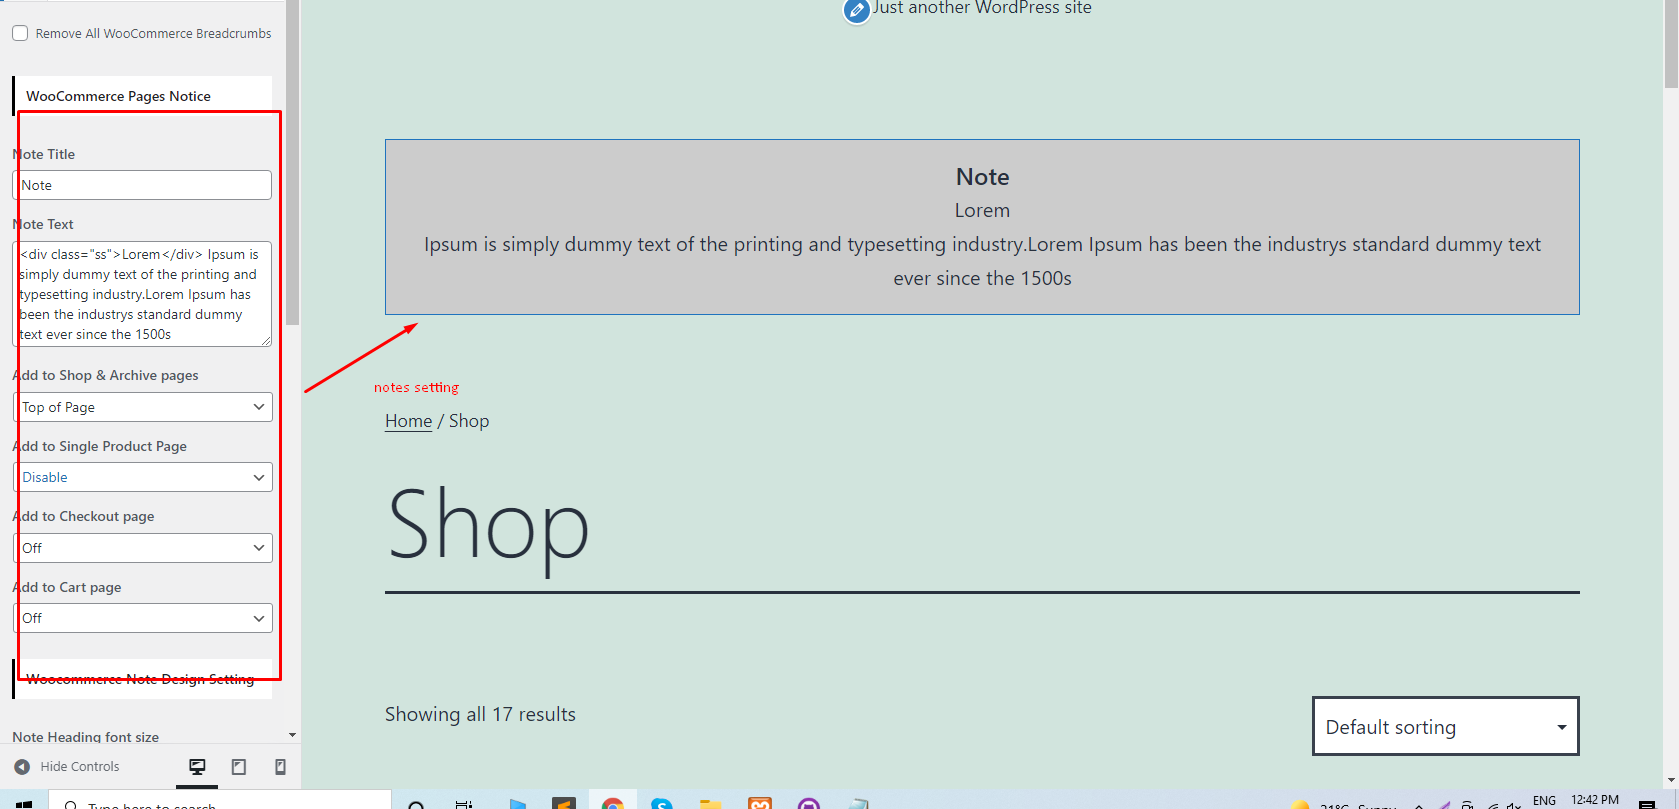 Just another WordPress site
Remove All WooCommerce Breadcrumbs
WooCommerce Pages Notice
Note Title
Note
Note Text
<div class="ss">Lorem</div> Ipsum is
simply dummy text of the printing and
typesetting industry.Lorem Ipsum has
been the industrys standard dummy
text ever since the 1500s
Add to Shop & Archive pages
Top of Page
Add to Single Product Page
Disable
Add to Checkout page
Off
Add to Cart page
Off
Woocommerce Note Design Setting
Note Heading font size
Hide Controls
Note
Lorem
Ipsum is simply dummy text of the printing and typesetting industry.Lorem Ipsum has been the industrys standard dummy text
ever since the 1500s
notes setting
Home / Shop
Shop
Showing all 17 results
Default sorting
Type here to search
21°C Sunny
ENG
12:42 PM